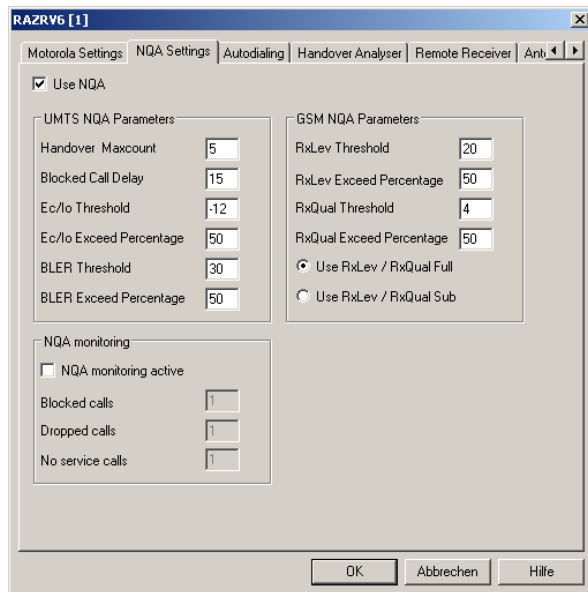 RAZRV6 [1]
Motorola Settings NQA Settings Autodialing Handover Analyser Remote Receiver
Use NQA
UMTS NQA Parameters
Handover Maxcount 5
Blocked Call Delay 15
Ec/Io Threshold -12
Ec/Io Exceed Percentage 50
BLER Threshold 30
BLER Exceed Percentage 50
GSM NQA Parameters
RxLev Threshold 20
RxLev Exceed Percentage 50
RxQual Threshold 4
RxQual Exceed Percentage 50
Use RxLev / RxQual Full
Use RxLev / RxQual Sub
NQA monitoring
NQA monitoring active
Blocked calls 1
Dropped calls 1
No service calls 1
OK Abbrechen Hilfe